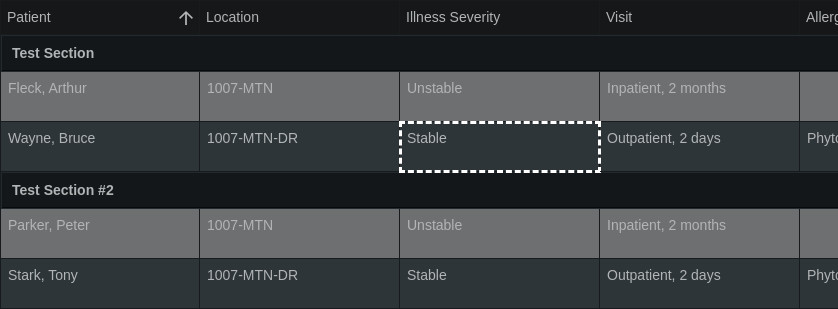 Patient Location Illness Severity Visit Allerg
Test Section
Fleck, Arthur 1007-MTN Unstable Inpatient, 2 months
Wayne, Bruce 1007-MTN-DR Stable Outpatient, 2 days Phyto
Test Section #2
Parker, Peter 1007-MTN Unstable Inpatient, 2 months
Stark, Tony 1007-MTN-DR Stable Outpatient, 2 days Phyto